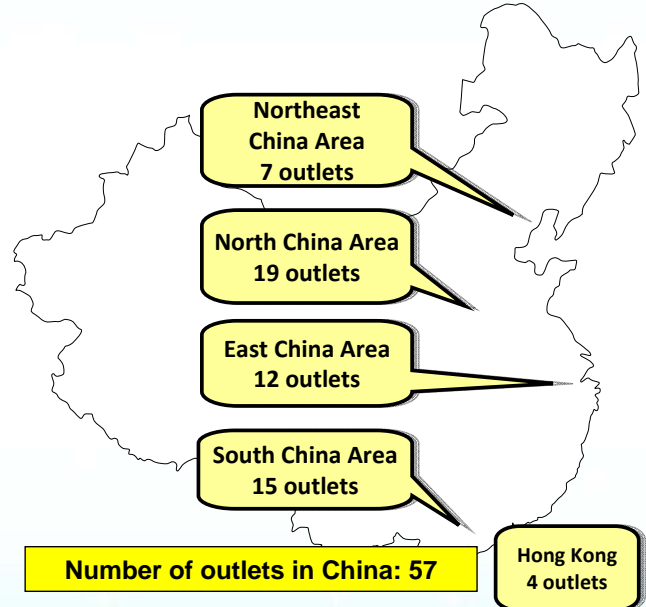 Northeast
China Area
7 outlets
North China Area
19 outlets
East China Area
12 outlets
South China Area
15 outlets
Number of outlets in China: 57
Hong Kong
4 outlets